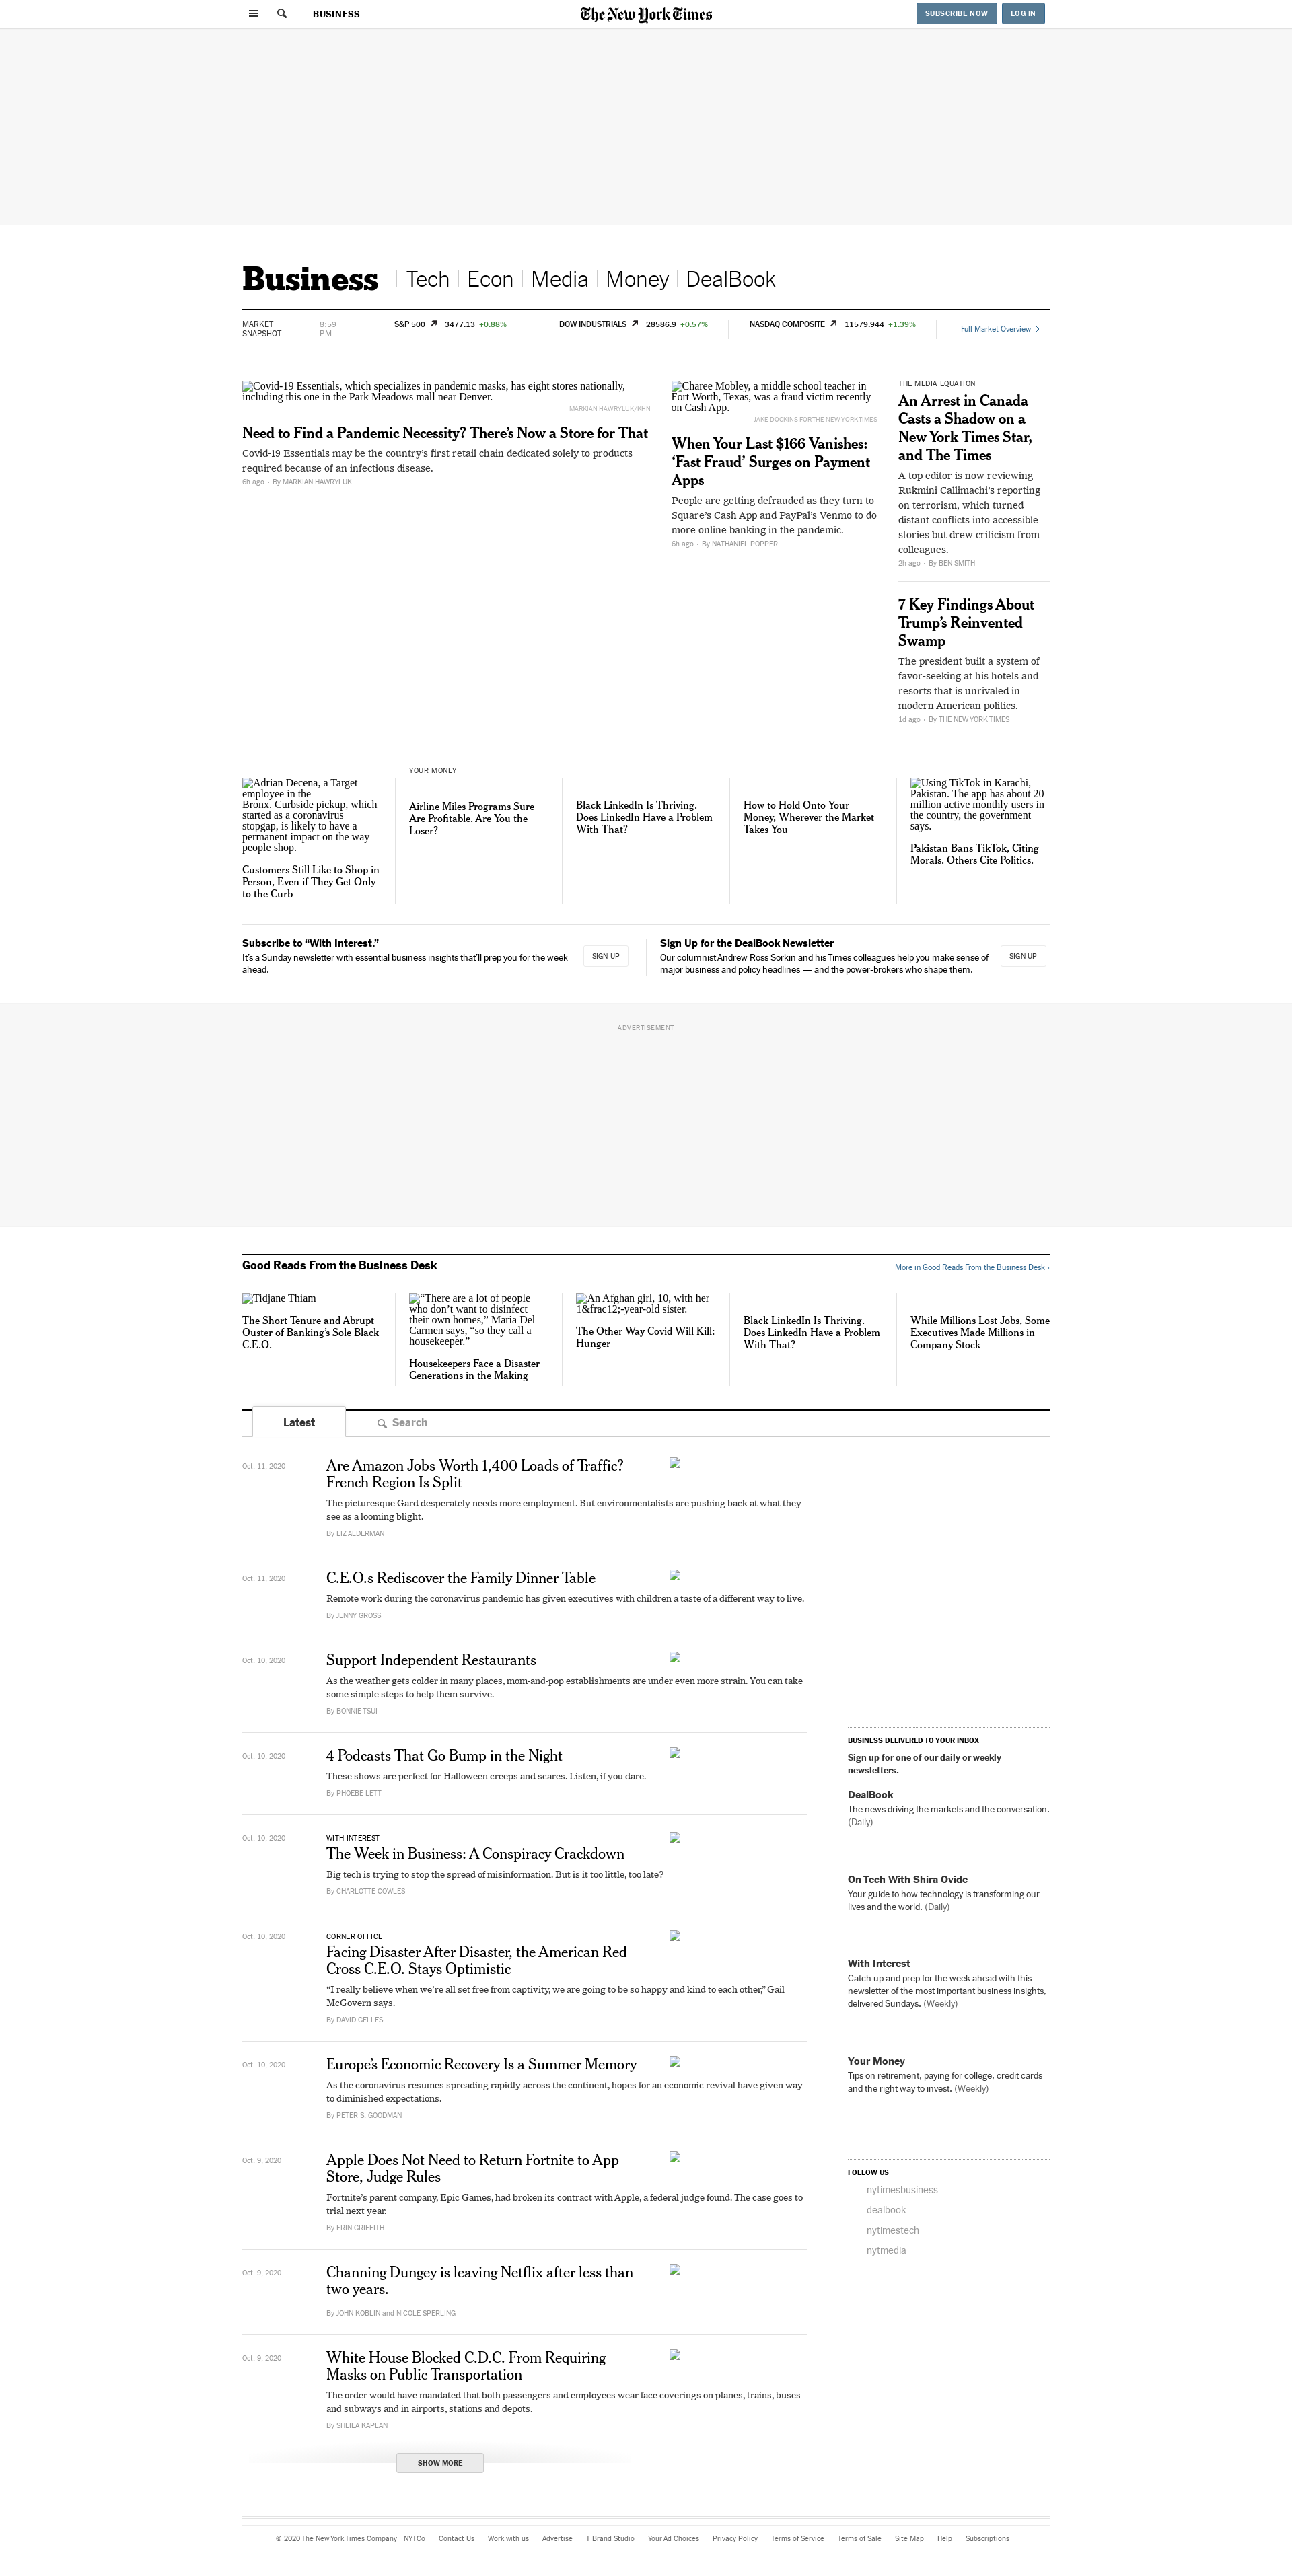 BUSINESS
The New York Times
SUBSCRIBE NOW
LOG IN
Business
Tech
Econ
Media
Money
DealBook
MARKET
SNAPSHOT
8:59
P.M.
S&P 500 3477.13 +0.88%
DOW INDUSTRIALS 28586.9 +0.57%
NASDAQ COMPOSITE 11579.944 +1.39%
Full Market Overview
Covid-19 Essentials, which specializes in pandemic masks, has eight stores nationally,
including this one in the Park Meadows mall near Denver.
MARKIAN HAWRYLUK/KHN
Need to Find a Pandemic Necessity? There’s Now a Store for That
Covid-19 Essentials may be the country’s first retail chain dedicated solely to products
required because of an infectious disease.
6h ago • By MARKIAN HAWRYLUK
Charee Mobley, a middle school teacher in
Fort Worth, Texas, was a fraud victim recently
on Cash App.
JAKE DOCKINS FOR THE NEW YORK TIMES
When Your Last $166 Vanishes:
‘Fast Fraud’ Surges on Payment
Apps
People are getting defrauded as they turn to
Square’s Cash App and PayPal’s Venmo to do
more online banking in the pandemic.
6h ago • By NATHANIEL POPPER
THE MEDIA EQUATION
An Arrest in Canada
Casts a Shadow on a
New York Times Star,
and The Times
A top editor is now reviewing
Rukmini Callimachi’s reporting
on terrorism, which turned
distant conflicts into accessible
stories but drew criticism from
colleagues.
2h ago • By BEN SMITH
7 Key Findings About
Trump’s Reinvented
Swamp
The president built a system of
favor-seeking at his hotels and
resorts that is unrivaled in
modern American politics.
1d ago • By THE NEW YORK TIMES
Adrian Decena, a Target
employee in the
Bronx. Curbside pickup, which
started as a coronavirus
stopgap, is likely to have a
permanent impact on the way
people shop.
Customers Still Like to Shop in
Person, Even if They Get Only
to the Curb
YOUR MONEY
Airline Miles Programs Sure
Are Profitable. Are You the
Loser?
Black LinkedIn Is Thriving.
Does LinkedIn Have a Problem
With That?
How to Hold Onto Your
Money, Wherever the Market
Takes You
Using TikTok in Karachi,
Pakistan. The app has about 20
million active monthly users in
the country, the government
says.
Pakistan Bans TikTok, Citing
Morals. Others Cite Politics.
Subscribe to “With Interest.”
It’s a Sunday newsletter with essential business insights that’ll prep you for the week
ahead.
SIGN UP
Sign Up for the DealBook Newsletter
Our columnist Andrew Ross Sorkin and his Times colleagues help you make sense of
major business and policy headlines — and the power-brokers who shape them.
SIGN UP
ADVERTISEMENT
Good Reads From the Business Desk
More in Good Reads From the Business Desk ›
Tidjane Thiam
The Short Tenure and Abrupt
Ouster of Banking’s Sole Black
C.E.O.
“There are a lot of people
who don’t want to disinfect
their own homes,” Maria Del
Carmen says, “so they call a
housekeeper.”
Housekeepers Face a Disaster
Generations in the Making
An Afghan girl, 10, with her
1&frac12;-year-old sister.
The Other Way Covid Will Kill:
Hunger
Black LinkedIn Is Thriving.
Does LinkedIn Have a Problem
With That?
While Millions Lost Jobs, Some
Executives Made Millions in
Company Stock
Latest
Search
Oct. 11, 2020
Are Amazon Jobs Worth 1,400 Loads of Traffic?
French Region Is Split
The picturesque Gard desperately needs more employment. But environmentalists are pushing back at what they
see as a looming blight.
By LIZ ALDERMAN
Oct. 11, 2020
C.E.O.s Rediscover the Family Dinner Table
Remote work during the coronavirus pandemic has given executives with children a taste of a different way to live.
By JENNY GROSS
Oct. 10, 2020
Support Independent Restaurants
As the weather gets colder in many places, mom-and-pop establishments are under even more strain. You can take
some simple steps to help them survive.
By BONNIE TSUI
Oct. 10, 2020
4 Podcasts That Go Bump in the Night
These shows are perfect for Halloween creeps and scares. Listen, if you dare.
By PHOEBE LETT
Oct. 10, 2020
WITH INTEREST
The Week in Business: A Conspiracy Crackdown
Big tech is trying to stop the spread of misinformation. But is it too little, too late?
By CHARLOTTE COWLES
Oct. 10, 2020
CORNER OFFICE
Facing Disaster After Disaster, the American Red
Cross C.E.O. Stays Optimistic
“I really believe when we’re all set free from captivity, we are going to be so happy and kind to each other,” Gail
McGovern says.
By DAVID GELLES
Oct. 10, 2020
Europe’s Economic Recovery Is a Summer Memory
As the coronavirus resumes spreading rapidly across the continent, hopes for an economic revival have given way
to diminished expectations.
By PETER S. GOODMAN
Oct. 9, 2020
Apple Does Not Need to Return Fortnite to App
Store, Judge Rules
Fortnite’s parent company, Epic Games, had broken its contract with Apple, a federal judge found. The case goes to
trial next year.
By ERIN GRIFFITH
Oct. 9, 2020
Channing Dungey is leaving Netflix after less than
two years.
By JOHN KOBLIN and NICOLE SPERLING
Oct. 9, 2020
White House Blocked C.D.C. From Requiring
Masks on Public Transportation
The order would have mandated that both passengers and employees wear face coverings on planes, trains, buses
and subways and in airports, stations and depots.
By SHEILA KAPLAN
SHOW MORE
BUSINESS DELIVERED TO YOUR INBOX
Sign up for one of our daily or weekly
newsletters.
DealBook
The news driving the markets and the conversation.
(Daily)
On Tech With Shira Ovide
Your guide to how technology is transforming our
lives and the world. (Daily)
With Interest
Catch up and prep for the week ahead with this
newsletter of the most important business insights,
delivered Sundays. (Weekly)
Your Money
Tips on retirement, paying for college, credit cards
and the right way to invest. (Weekly)
FOLLOW US
nytimesbusiness
dealbook
nytimestech
nytmedia
© 2020 The New York Times Company NYTCo Contact Us Work with us Advertise T Brand Studio Your Ad Choices Privacy Policy Terms of Service Terms of Sale Site Map Help Subscriptions